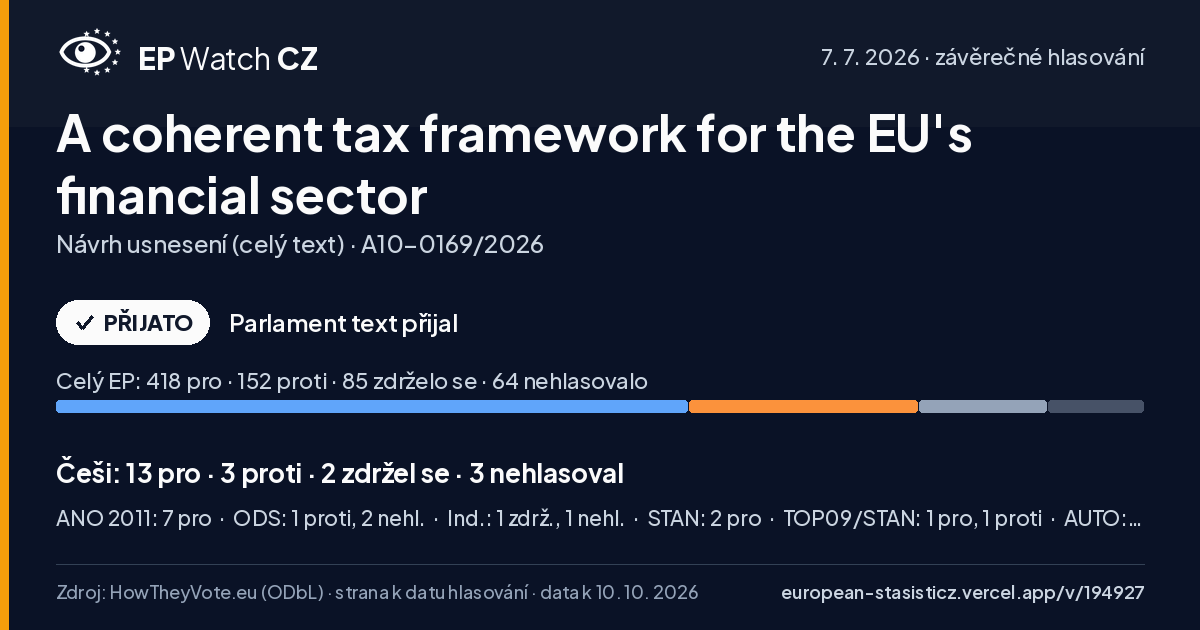 EP Watch CZ
7. 7. 2026 · závěrečné hlasování
A coherent tax framework for the EU's
financial sector
Návrh usnesení (celý text) · A10-0169/2026
✓ PŘIJATO Parlament text přijal
Celý EP: 418 pro · 152 proti · 85 zdrželo se · 64 nehlasovalo
Češi: 13 pro · 3 proti · 2 zdržel se · 3 nehlasoval
ANO 2011: 7 pro · ODS: 1 proti, 2 nehl. · Ind.: 1 zdrž., 1 nehl. · STAN: 2 pro · TOP09/STAN: 1 pro, 1 proti · AUTO:…
Zdroj: HowTheyVote.eu (ODbL) · strana k datu hlasování · data k 10. 10. 2026
european-stasisticz.vercel.app/v/194927